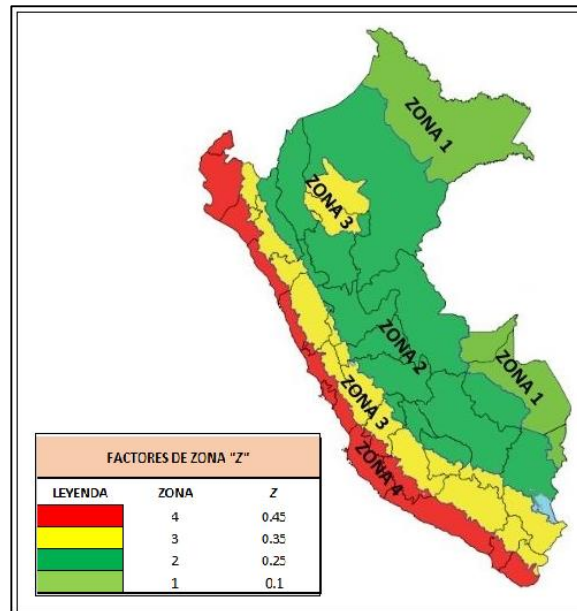 ZONA 1
ZONA 3
ZONA 2
ZONA 1
ZONA 3
ZONA 4
FACTORES DE ZONA "Z"
LEYENDA ZONA Z
4 0.45
3 0.35
2 0.25
1 0.1